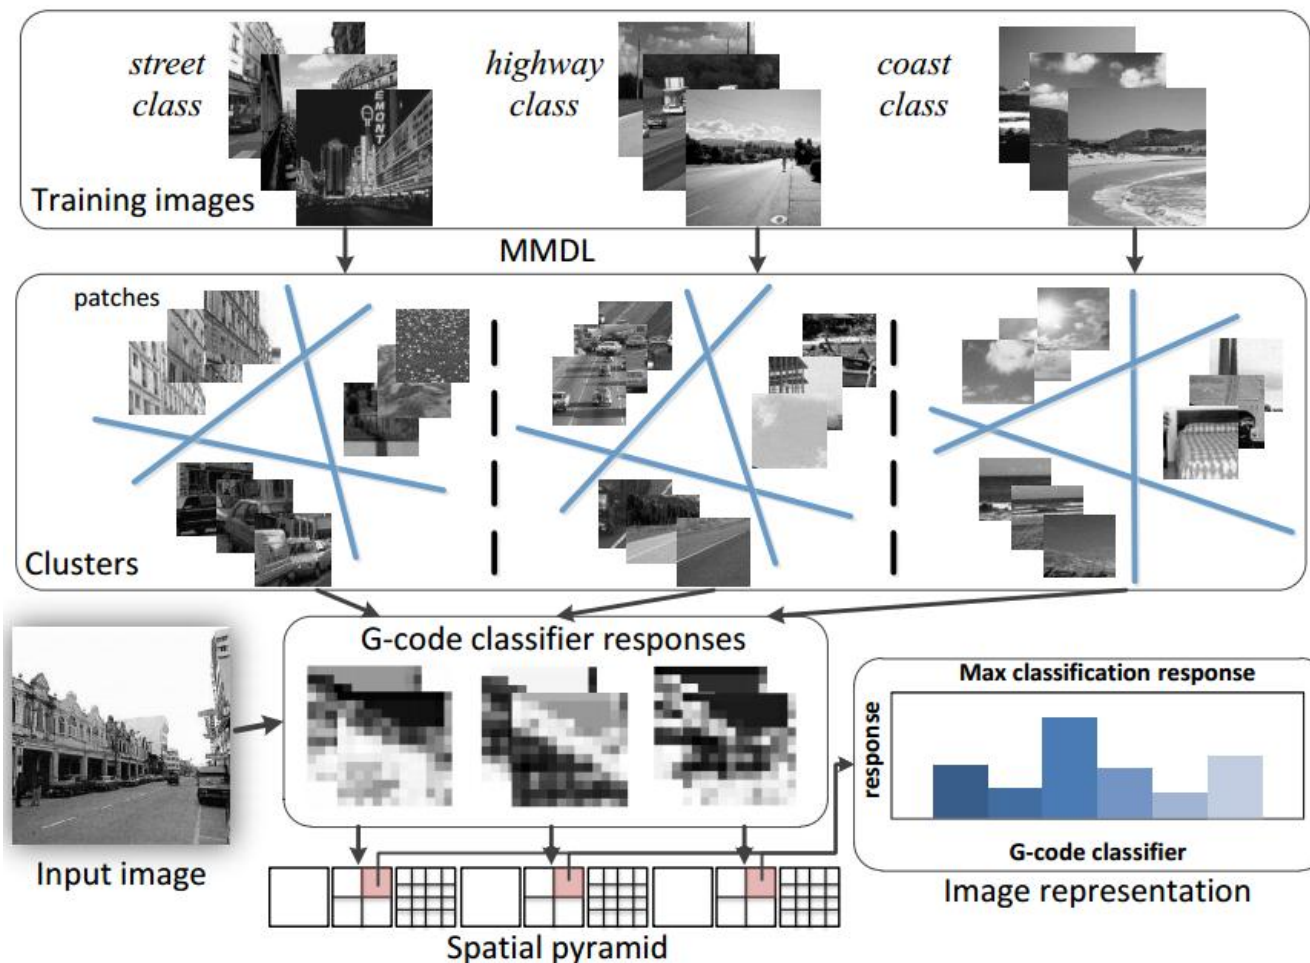 street
class
highway
class
coast
class
EMONT
Training images
MMDL
patches
Clusters
G-code classifier responses
Input image
Max classification response
response
G-code classifier
Image representation
Spatial pyramid